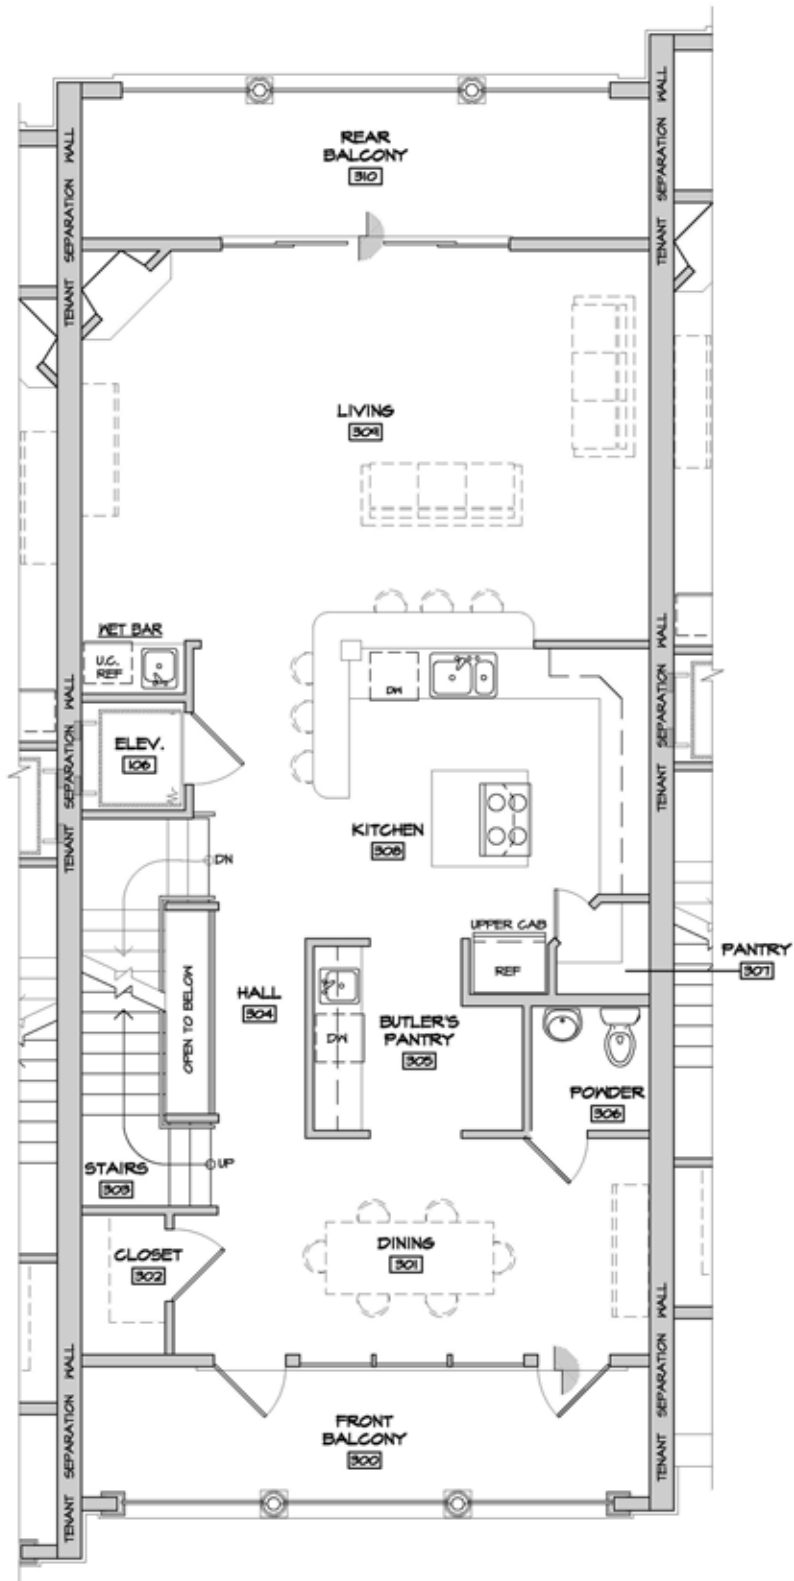 REAR
BALCONY
310
TENANT SEPARATION WALL
TENANT SEPARATION WALL
LIVING
309
WET BAR
U.C.
REF
DW
TENANT SEPARATION WALL
TENANT SEPARATION WALL
ELEV.
106
KITCHEN
308
DN
UPPER CAB
REF
PANTRY
307
OPEN TO BELOW
HALL
304
DW
BUTLER'S
PANTRY
305
POWDER
306
UP
STAIRS
303
DINING
301
CLOSET
302
TENANT SEPARATION WALL
TENANT SEPARATION WALL
FRONT
BALCONY
300